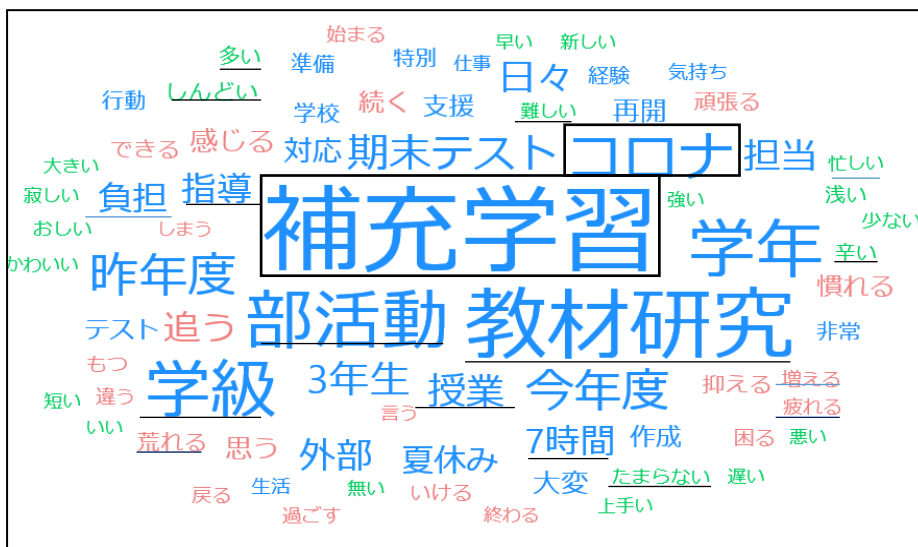 始まる 早い 新しい
多い 準備 特別 仕事 日々 経験 気持ち
行動 しんどい 学校 続く 支援 難しい 再開 頑張る
できる 感じる 対応 期末テスト コロナ 担当
大きい 忙しい
寂しい 負担 指導 補充学習 強い 浅い
おしい しまう 学年 少ない
かわいい 昨年度 辛い
慣れる
テスト 追う 部活動 教材研究 非常
もつ 学級 3年生 授業 今年度 抑える 増える
短い 違う 言う 疲れる
いい 荒れる 思う 外部 夏休み 7時間 作成 困る 悪い
戻る 生活 無い いける 大変 たまらない 遅い
過ごす 終わる 上手い